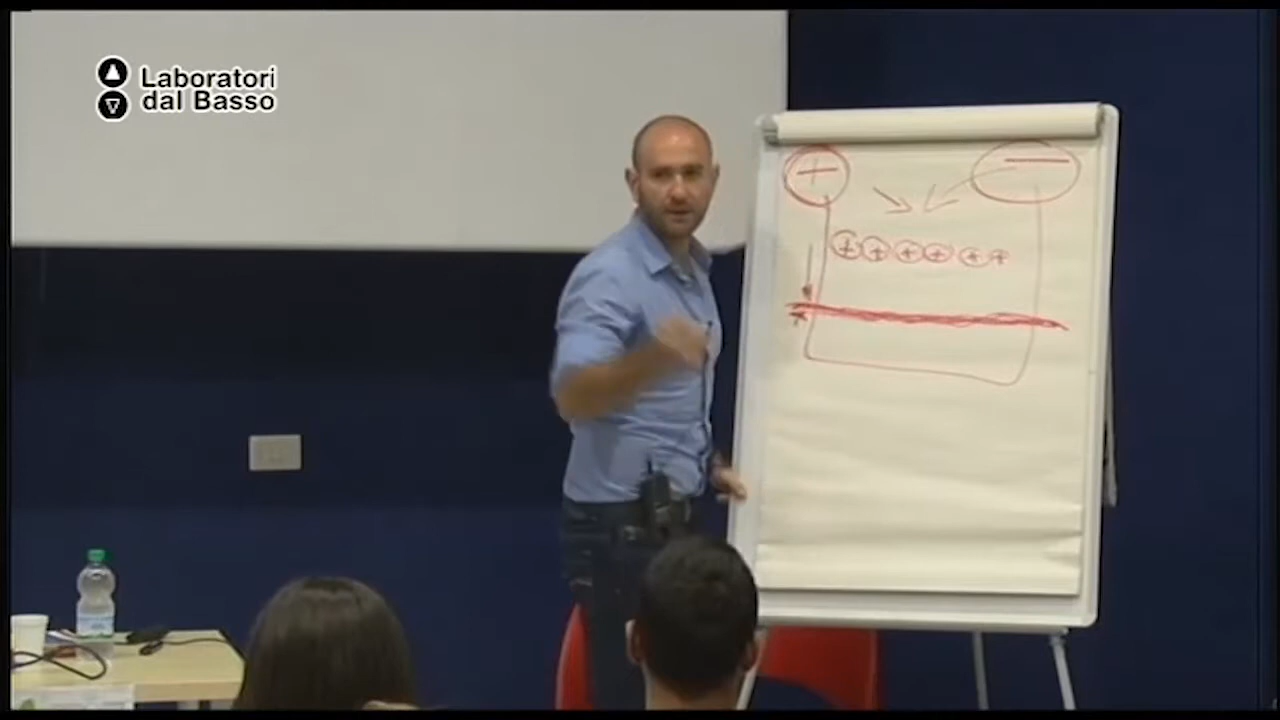 Laboratori
dal Basso
+ −
+ + + + + +